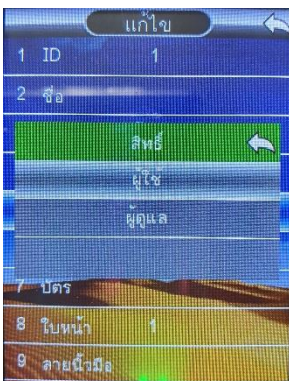 แก้ไข
1 ID 1
2 ชื่อ
สิทธิ์
ผู้ใช้
ผู้ดูแล
7 บัตร
8 ใบหน้า 1
9 ลายนิ้วมือ